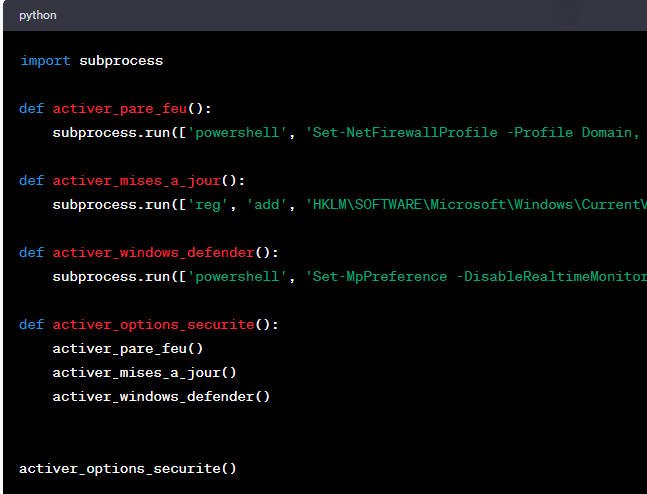 python
import subprocess
def activer_pare_feu():
subprocess.run(['powershell', 'Set-NetFirewallProfile -Profile Domain,
def activer_mises_a_jour():
subprocess.run(['reg', 'add', 'HKLM\SOFTWARE\Microsoft\Windows\CurrentV
def activer_windows_defender():
subprocess.run(['powershell', 'Set-MpPreference -DisableRealtimeMonitor
def activer_options_securite():
activer_pare_feu()
activer_mises_a_jour()
activer_windows_defender()
activer_options_securite()